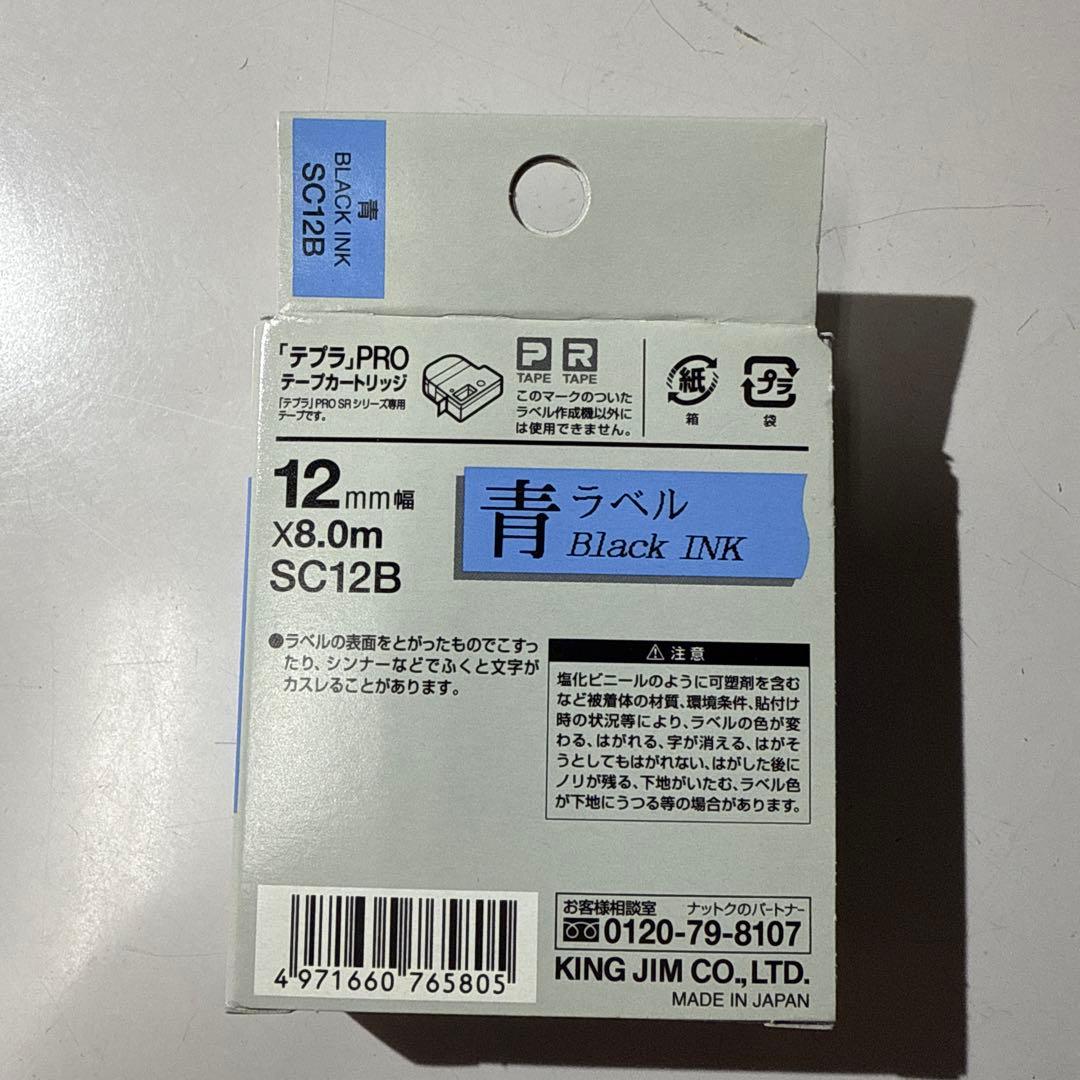 青
BLACK INK
SC12B
「テプラ」PRO
テープカートリッジ
「テプラ」PRO SRシリーズ専用
テープです。
P R
TAPE TAPE
このマークのついた
ラベル作成機以外に
は使用できません。
紙
箱
プラ
袋
12mm幅
X8.0m
SC12B
青ラベル
Black INK
●ラベルの表面をとがったものでこすっ
たり、シンナーなどでふくと文字が
カスレることがあります。
⚠注意
塩化ビニールのように可塑剤を含む
など被着体の材質、環境条件、貼付け
時の状況等により、ラベルの色が変
わる、はがれる、字が消える、はがそ
うとしてもはがれない、はがした後に
ノリが残る、下地がいたむ、ラベル色
が下地にうつる等の場合があります。
4 971660 765805
お客様相談室 ナットクのパートナー
0120-79-8107
KING JIM CO.,LTD.
MADE IN JAPAN